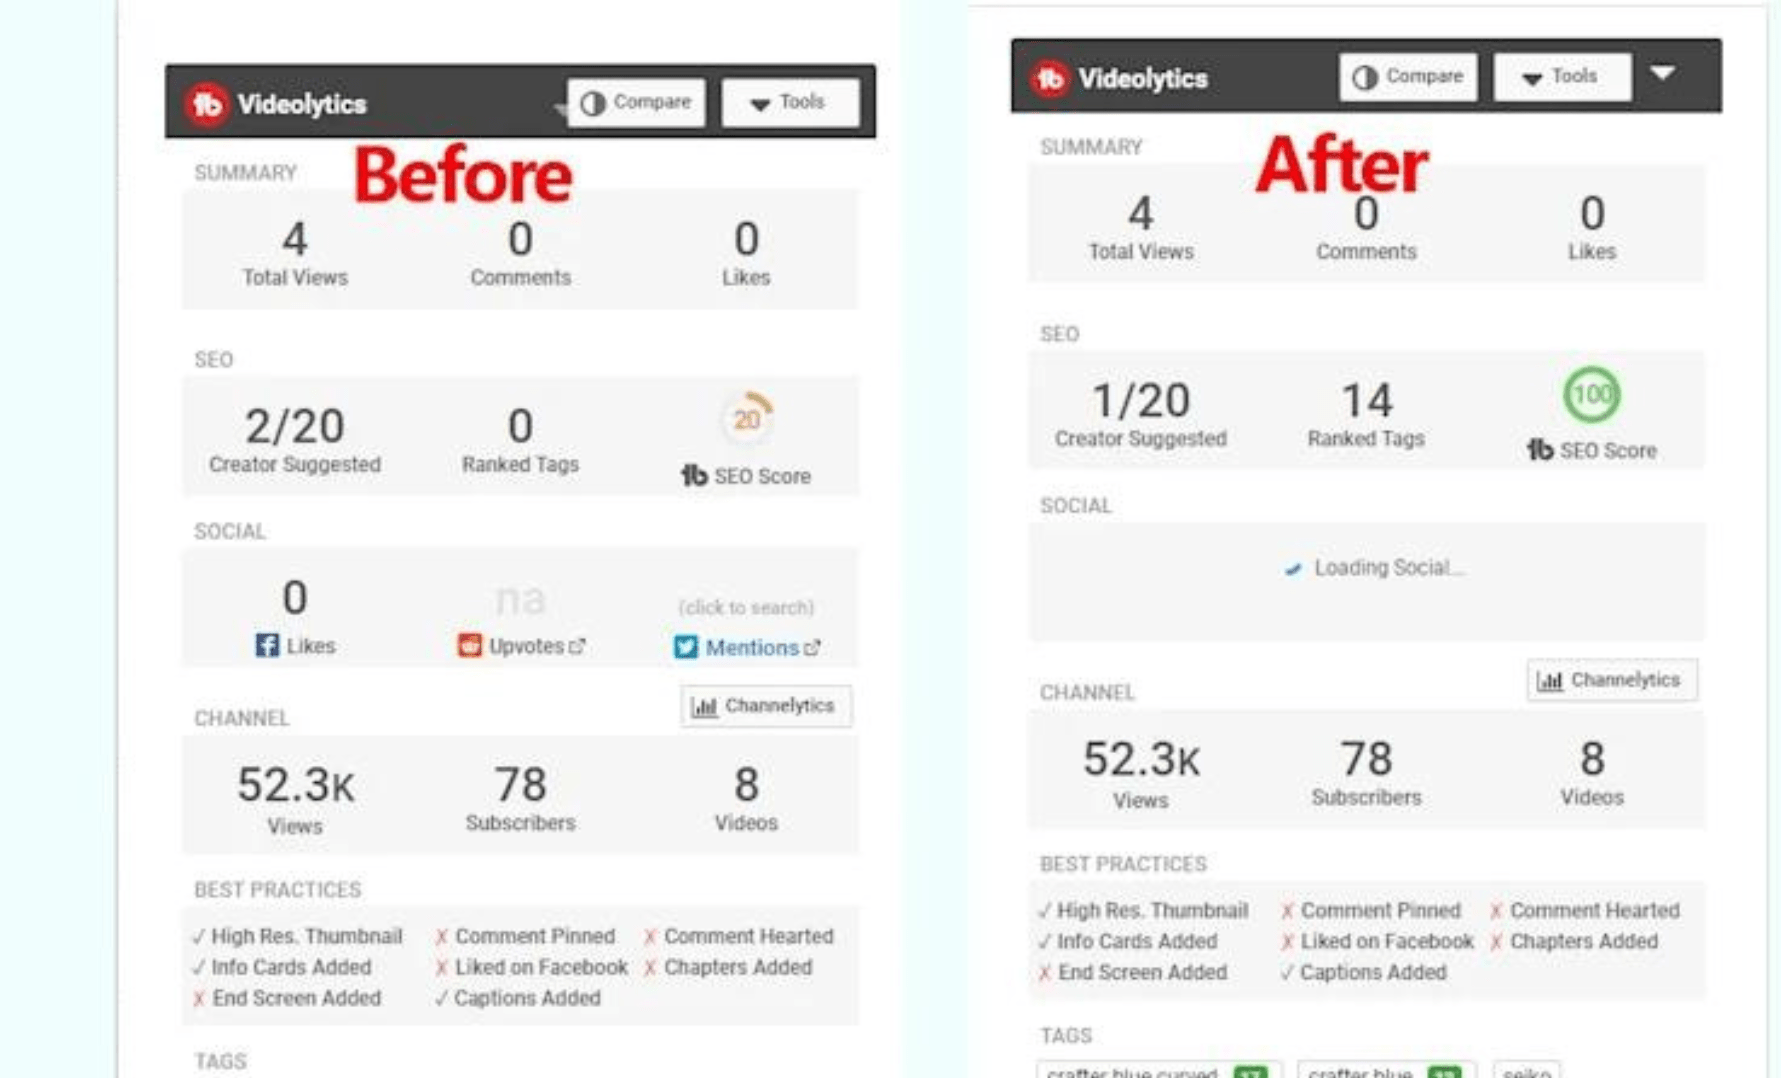 Videolytics
Compare
Tools
Before
SUMMARY
4
0
0
Total Views
Comments
Likes
SEO
2/20
0
20
Creator Suggested
Ranked Tags
tb SEO Score
SOCIAL
0
na
(click to search)
Likes
Upvotes
Mentions
CHANNEL
Channelytics
52.3K
78
8
Views
Subscribers
Videos
BEST PRACTICES
✓ High Res. Thumbnail
X Comment Pinned
X Comment Hearted
✓ Info Cards Added
X Liked on Facebook
X Chapters Added
X End Screen Added
✓ Captions Added
TAGS
Videolytics
Compare
Tools
After
SUMMARY
4
0
0
Total Views
Comments
Likes
SEO
1/20
14
100
Creator Suggested
Ranked Tags
tb SEO Score
SOCIAL
Loading Social...
CHANNEL
Channelytics
52.3K
78
8
Views
Subscribers
Videos
BEST PRACTICES
✓ High Res. Thumbnail
X Comment Pinned
X Comment Hearted
✓ Info Cards Added
X Liked on Facebook
X Chapters Added
X End Screen Added
✓ Captions Added
TAGS
crafter blue curved
crafter blue
seiko